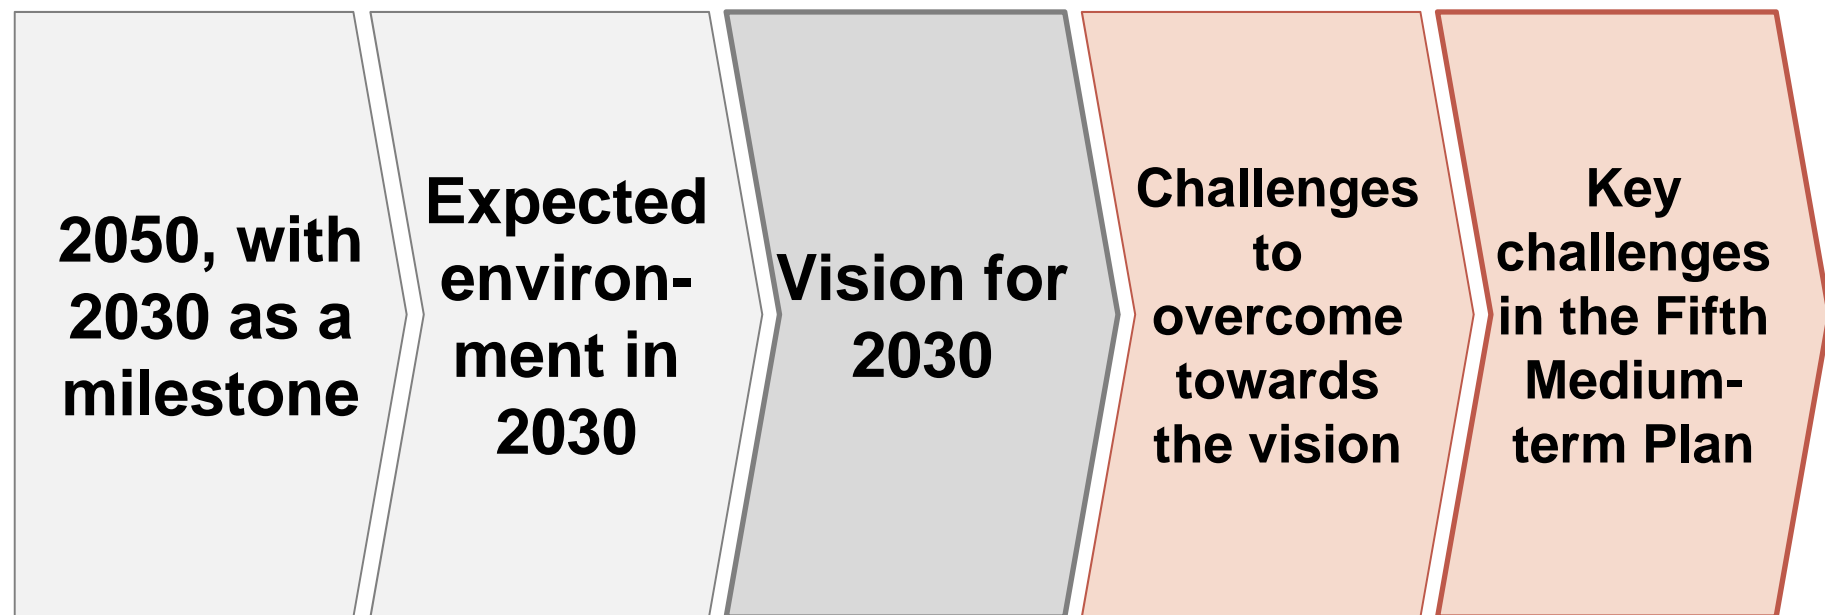 2050, with
2030 as a
milestone
Expected
environ-
ment in
2030
Vision for
2030
Challenges
to
overcome
towards
the vision
Key
challenges
in the Fifth
Medium-
term Plan